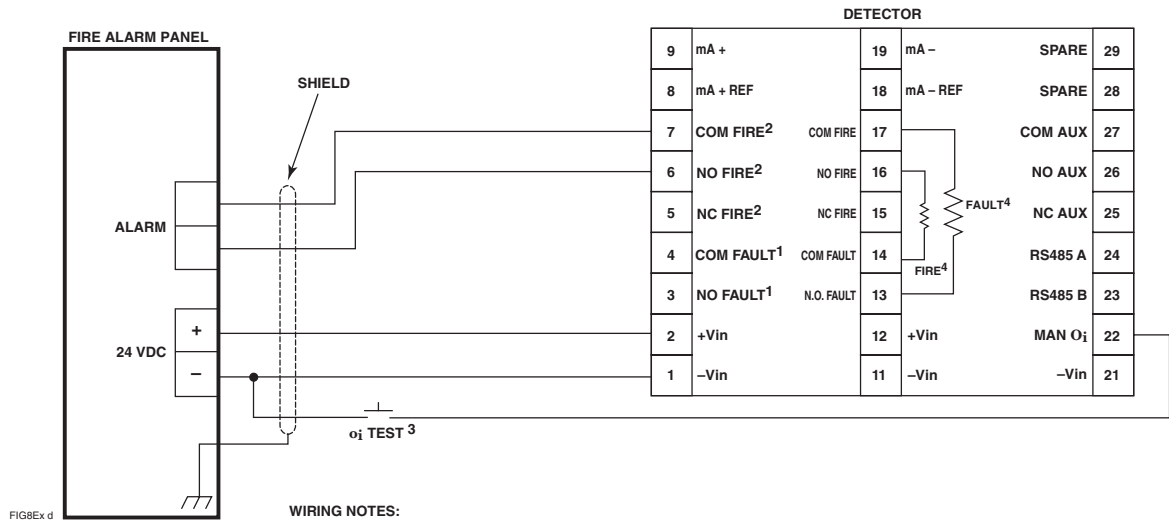 DETECTOR
FIRE ALARM PANEL
SHIELD
ALARM
24 VDC
+
–
oi TEST 3
9 mA +
8 mA + REF
7 COM FIRE2
6 NO FIRE2
5 NC FIRE2
4 COM FAULT1
3 NO FAULT1
2 +Vin
1 –Vin
19 mA –
18 mA – REF
COM FIRE 17
NO FIRE 16
NC FIRE 15
COM FAULT 14
N.O. FAULT 13
12 +Vin
11 –Vin
FAULT4
FIRE4
SPARE 29
SPARE 28
COM AUX 27
NO AUX 26
NC AUX 25
RS485 A 24
RS485 B 23
MAN Oi 22
–Vin 21
FIG8Ex d
WIRING NOTES: